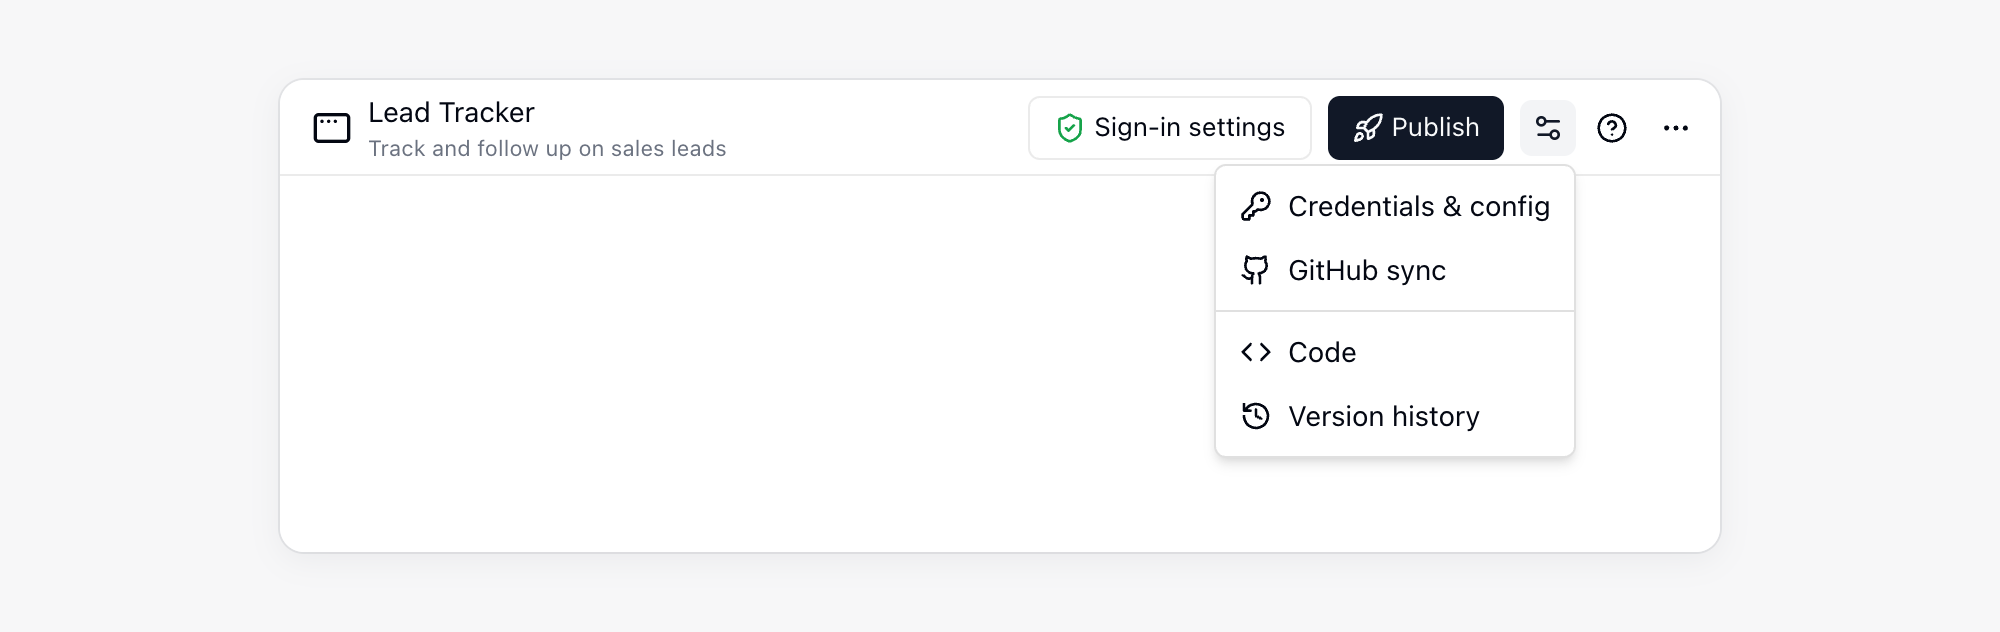 Lead Tracker
Track and follow up on sales leads
Sign-in settings
Publish
Credentials & config
GitHub sync
Code
Version history